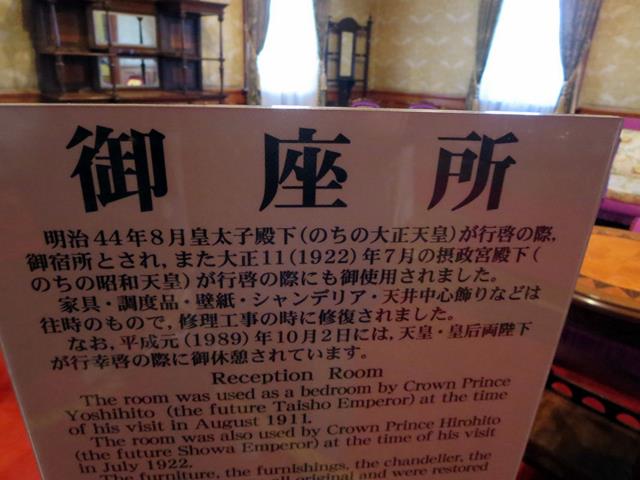 御座所
明治44年8月皇太子殿下(のちの大正天皇)が行啓の際,
御宿所とされ,また大正11(1922)年7月の摂政宮殿下(
のちの昭和天皇)が行啓の際にも御使用されました。
家具・調度品・壁紙・シャンデリア・天井中心飾りなどは
往時のもので,修理工事の時に修復されました。
なお,平成元(1989)年10月2日には,天皇・皇后両陛下
が行幸啓の際に御休憩されています。
Reception Room
The room was used as a bedroom by Crown Prince
Yoshihito (the future Taisho Emperor) at the time
of his visit in August 1911.
The room was also used by Crown Prince Hirohito
(the future Showa Emperor) at the time of his visit
in July 1922.
The furniture, the furnishings, the chandelier, the
all original and were restored